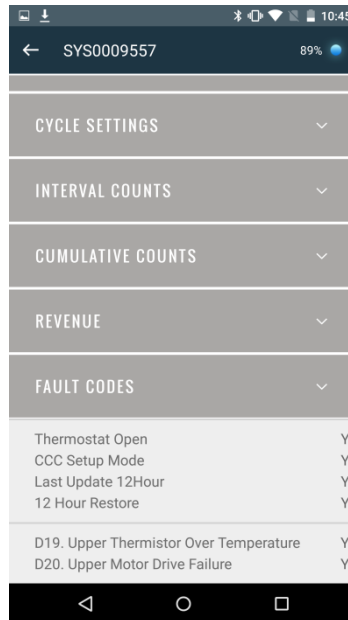 10:45
SYS0009557 89%
CYCLE SETTINGS
INTERVAL COUNTS
CUMULATIVE COUNTS
REVENUE
FAULT CODES
Thermostat Open Y
CCC Setup Mode Y
Last Update 12Hour Y
12 Hour Restore Y
D19. Upper Thermistor Over Temperature Y
D20. Upper Motor Drive Failure Y